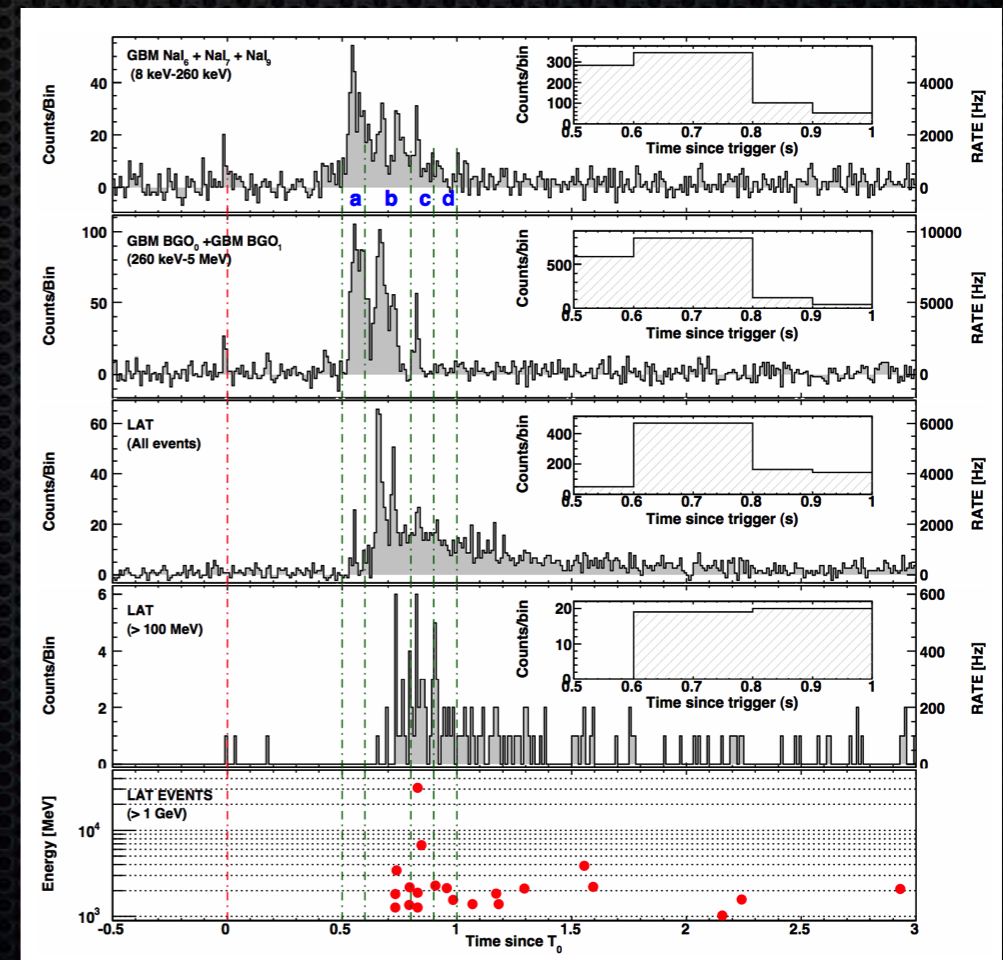 GBM NaI6 + NaI7 + NaI9
(8 keV-260 keV)
Counts/Bin
40
20
0
a b c d
4000
2000
0
RATE [Hz]
Counts/bin
300
200
100
0
0.5 0.6 0.7 0.8 0.9 1
Time since trigger (s)
GBM BGO0 +GBM BGO1
(260 keV-5 MeV)
Counts/Bin
100
50
0
10000
5000
0
RATE [Hz]
Counts/bin
500
0
0.5 0.6 0.7 0.8 0.9 1
Time since trigger (s)
LAT
(All events)
Counts/Bin
60
40
20
0
6000
4000
2000
0
RATE [Hz]
Counts/bin
400
200
0
0.5 0.6 0.7 0.8 0.9 1
Time since trigger (s)
LAT
(> 100 MeV)
Counts/Bin
6
4
2
0
600
400
200
0
RATE [Hz]
Counts/bin
20
10
0.5 0.6 0.7 0.8 0.9 1
Time since trigger (s)
LAT EVENTS
(> 1 GeV)
Energy [MeV]
10^4
10^3
-0.5 0 0.5 1 1.5 2 2.5 3
Time since T0